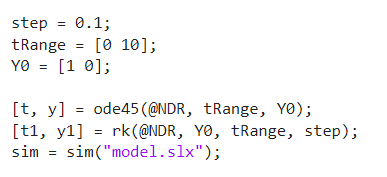 step = 0.1;
tRange = [0 10];
Y0 = [1 0];
[t, y] = ode45(@NDR, tRange, Y0);
[t1, y1] = rk(@NDR, Y0, tRange, step);
sim = sim("model.slx");